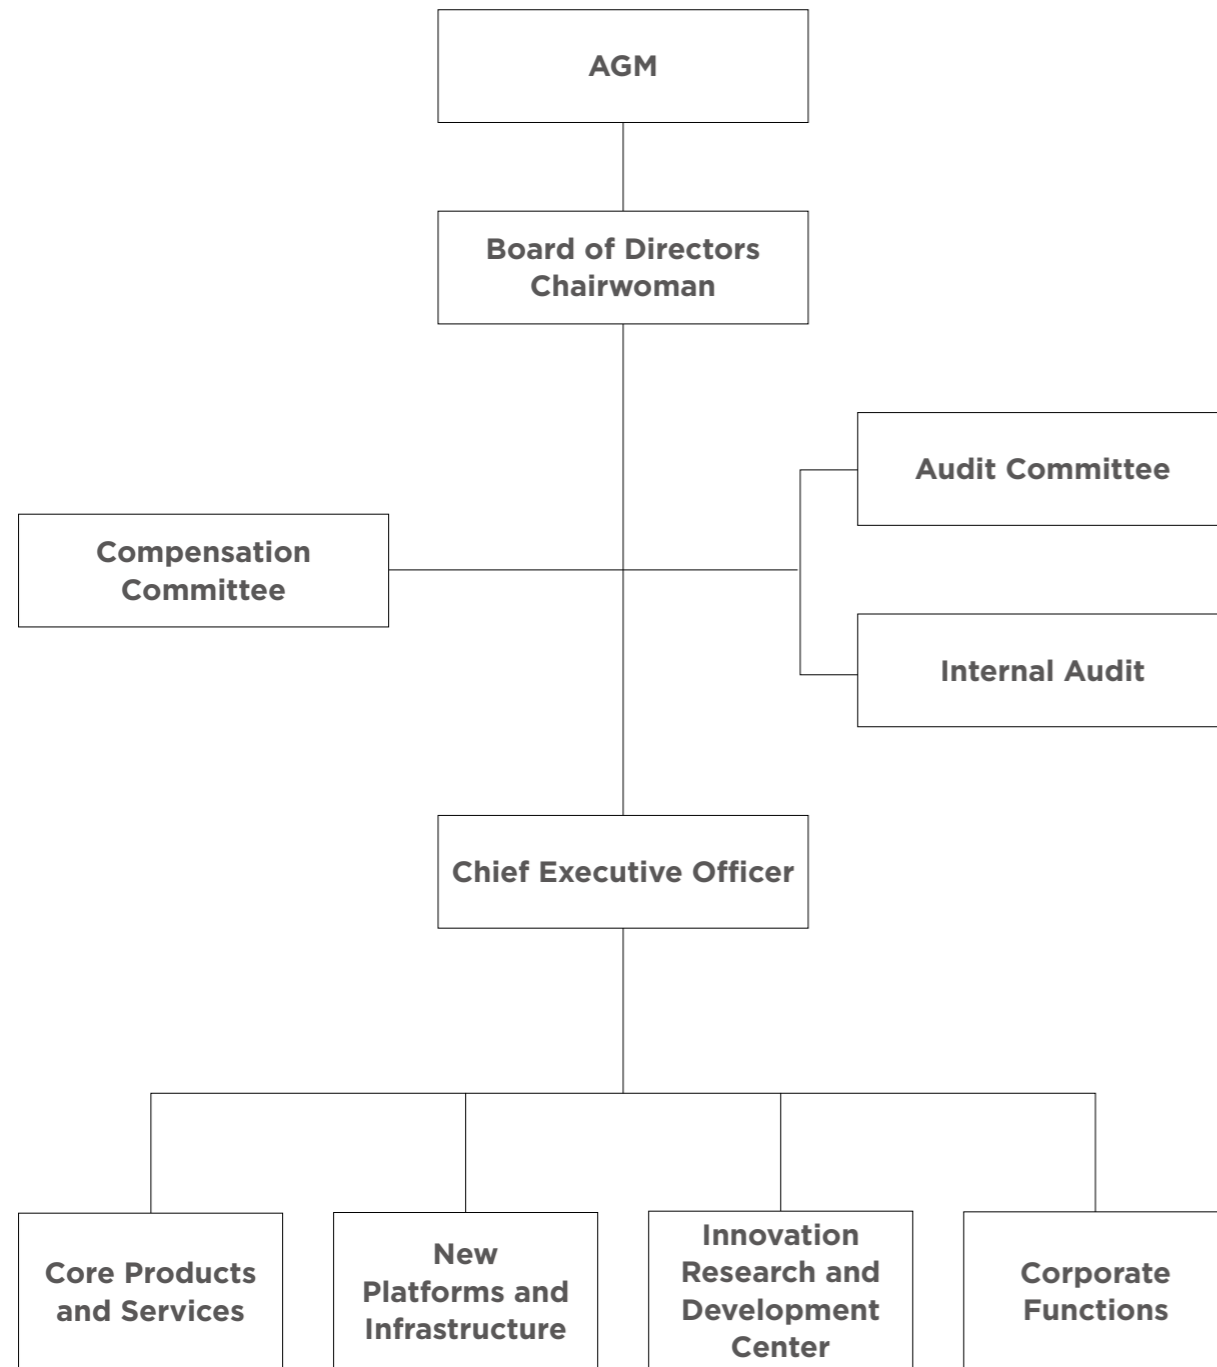 AGM
Board of Directors
Chairwoman
Audit Committee
Compensation
Committee
Internal Audit
Chief Executive Officer
Core Products
and Services
New
Platforms and
Infrastructure
Innovation
Research and
Development
Center
Corporate
Functions